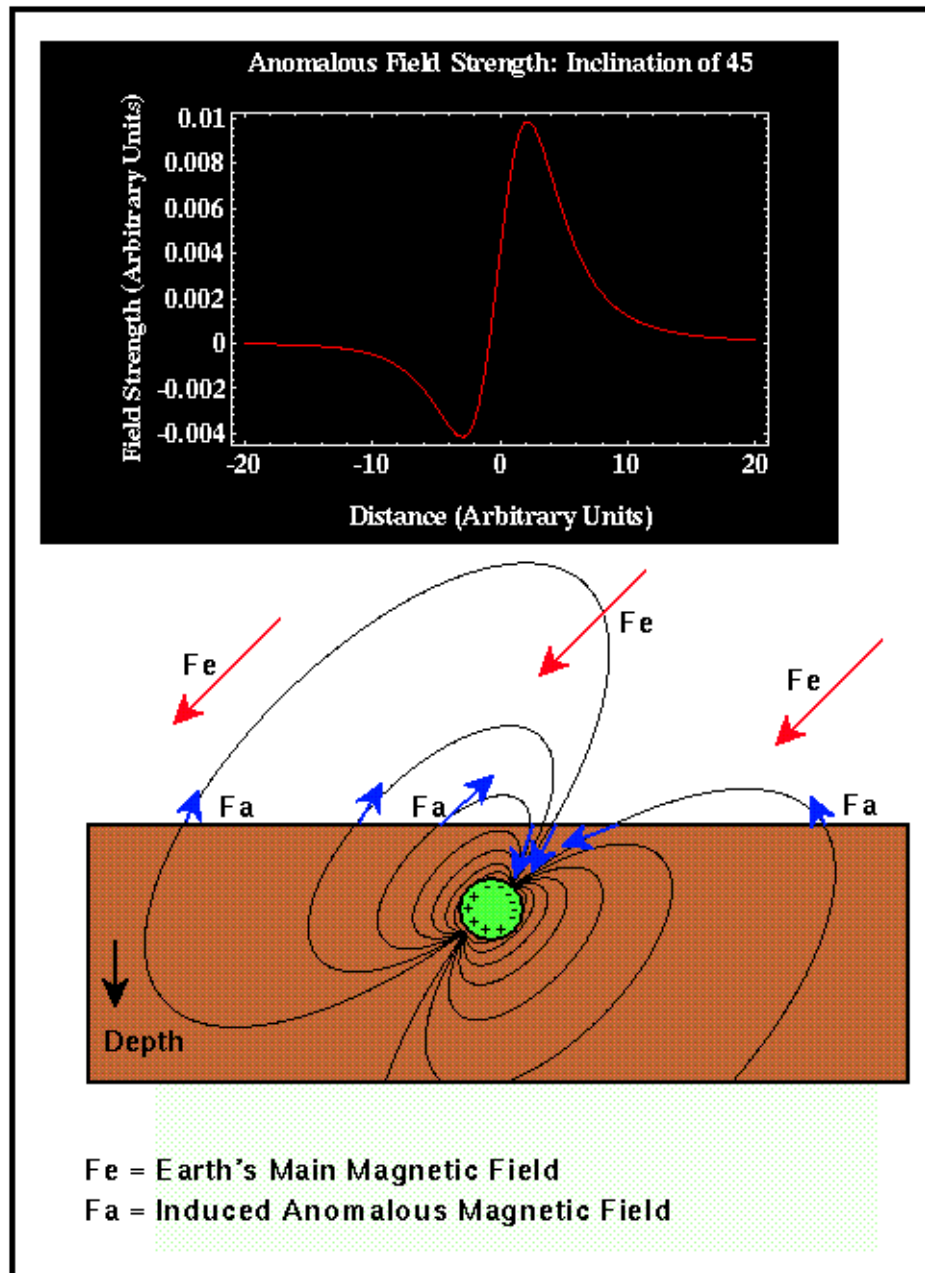 Anomalous Field Strength: Inclination of 45
Field Strength (Arbitrary Units)
0.01
0.008
0.006
0.004
0.002
0
-0.002
-0.004
-20 -10 0 10 20
Distance (Arbitrary Units)
Fe
Fe
Fe
Fa
Fa
Fa
- - - - - - -
+ + + + + + +
Depth
Fe = Earth's Main Magnetic Field
Fa = Induced Anomalous Magnetic Field